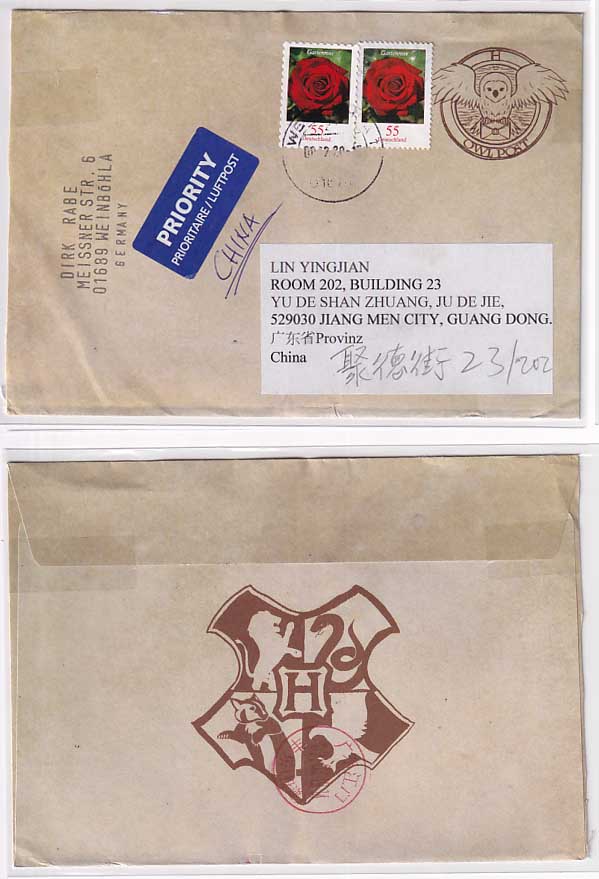 Gartenrose
55
Deutschland
Gartenrose
55
Deutschland
H
OWL POST
PRIORITY
PRIORITAIRE / LUFTPOST
CHINA
DIRK RABE
MEISSNER STR. 6
01689 WEINBÖHLA
GERMANY
LIN YINGJIAN
ROOM 202, BUILDING 23
YU DE SHAN ZHUANG, JU DE JIE,
529030 JIANG MEN CITY, GUANG DONG.
广东省Provinz
China
聚德街 23/202
H